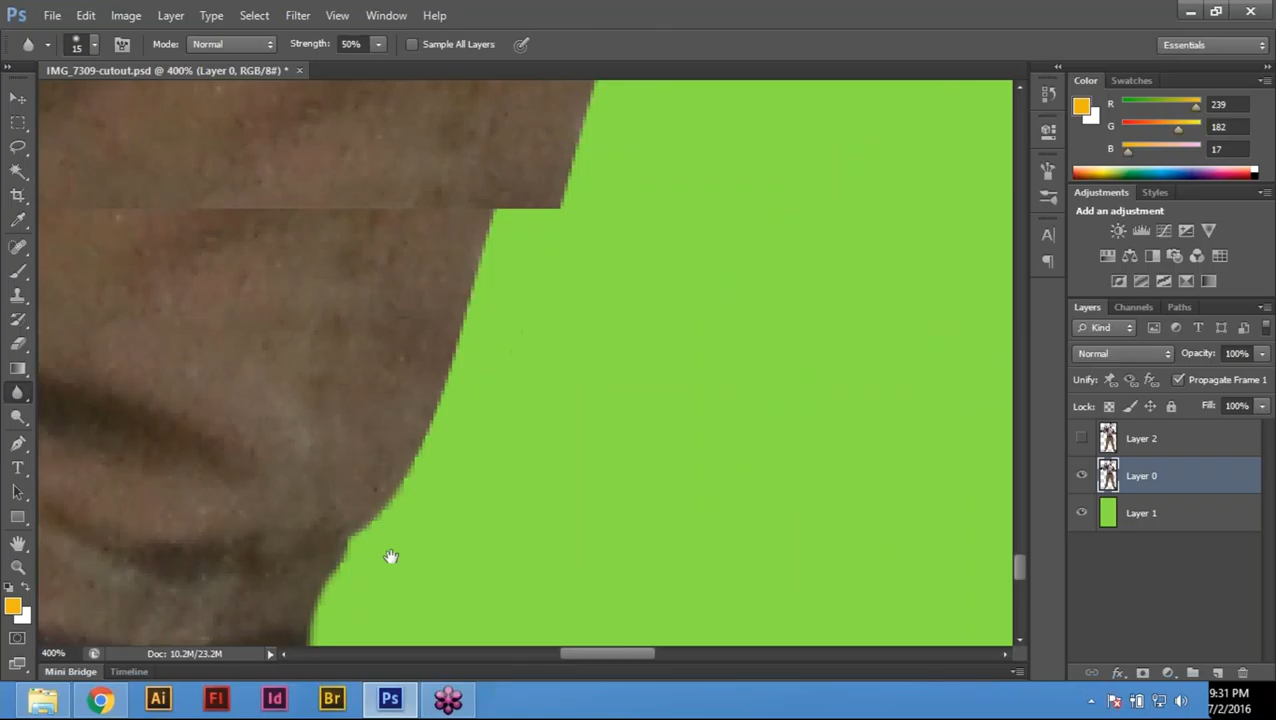 Ps File Edit Image Layer Type Select Filter View Window Help
15 Mode: Normal Strength: 50% Sample All Layers Essentials
IMG_7309-cutout.psd @ 400% (Layer 0, RGB/8#) * ×
Color Swatches
R 239
G 182
B 17
Adjustments Styles
Add an adjustment
Layers Channels Paths
Kind
Normal Opacity: 100%
Unify: Propagate Frame 1
Lock: Fill: 100%
Layer 2
Layer 0
Layer 1
400% Doc: 10.2M/23.2M
Mini Bridge Timeline
Ai Fl Id Br Ps 9:31 PM
7/2/2016